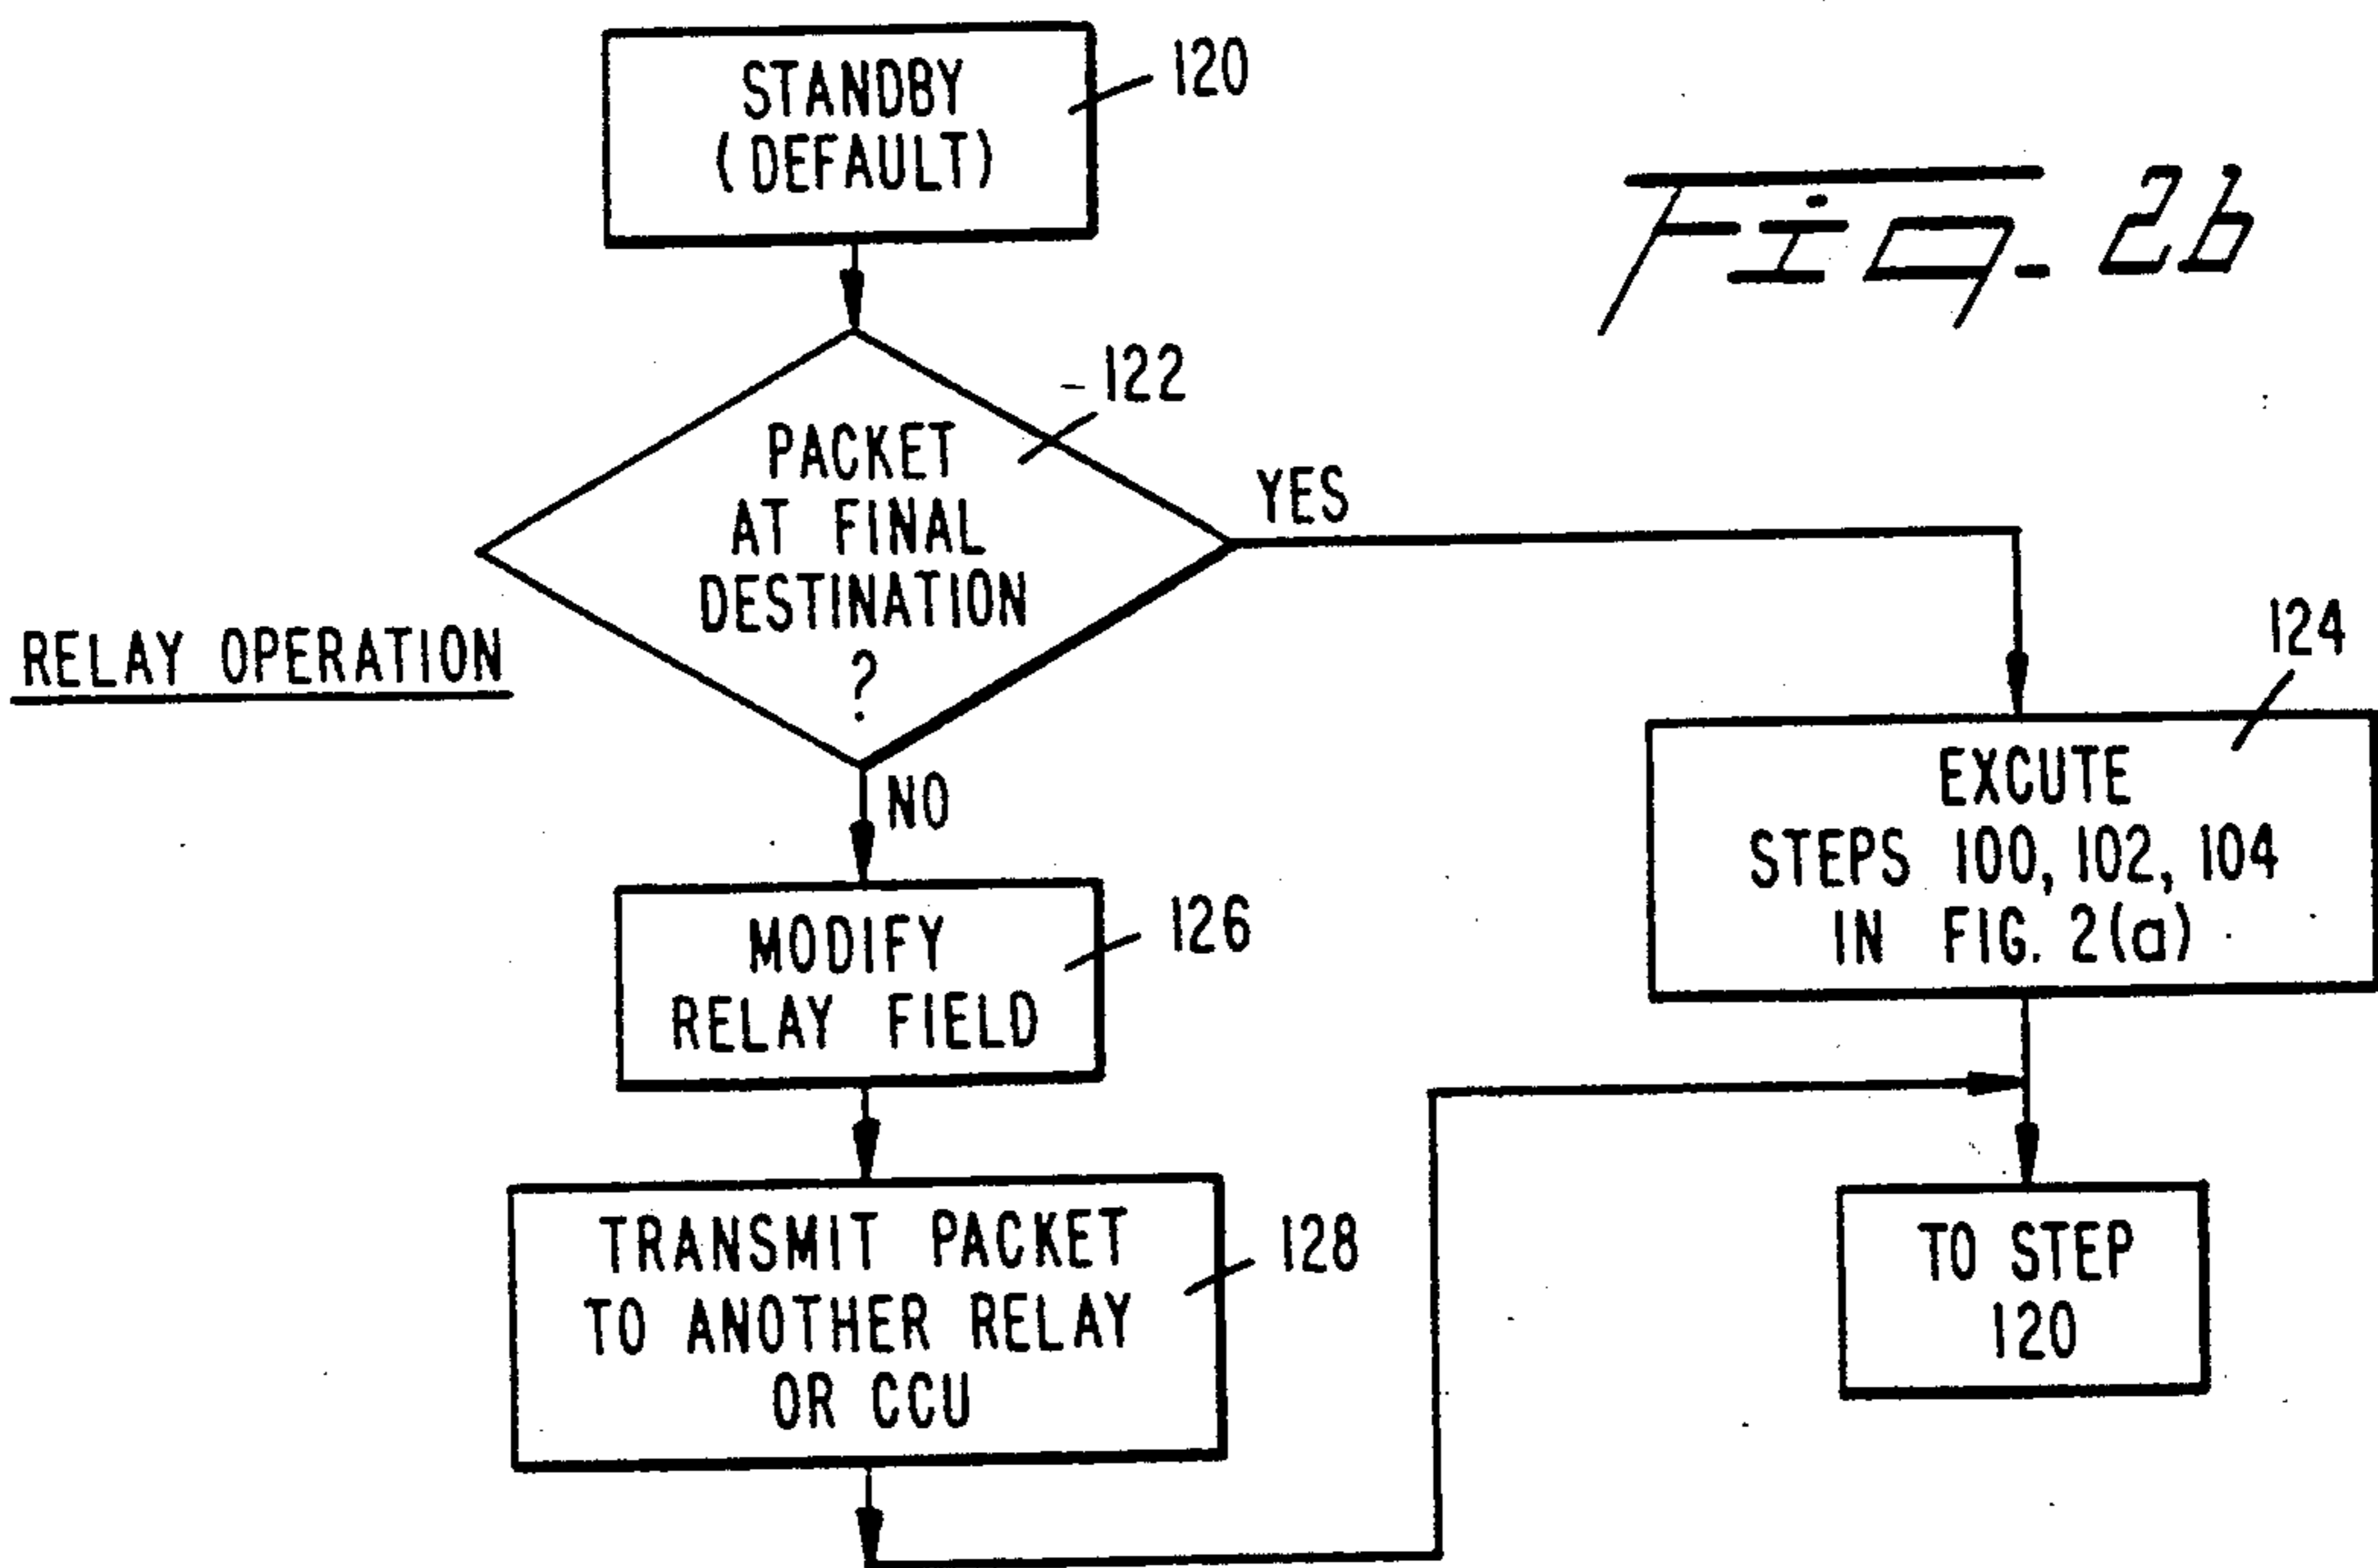 STANDBY
(DEFAULT)
120
Fig. 2b
122
PACKET
AT FINAL
DESTINATION
?
YES
RELAY OPERATION
NO
124
EXCUTE
STEPS 100, 102, 104
IN FIG. 2(a)
MODIFY
RELAY FIELD
126
TRANSMIT PACKET
TO ANOTHER RELAY
OR CCU
128
TO STEP
120